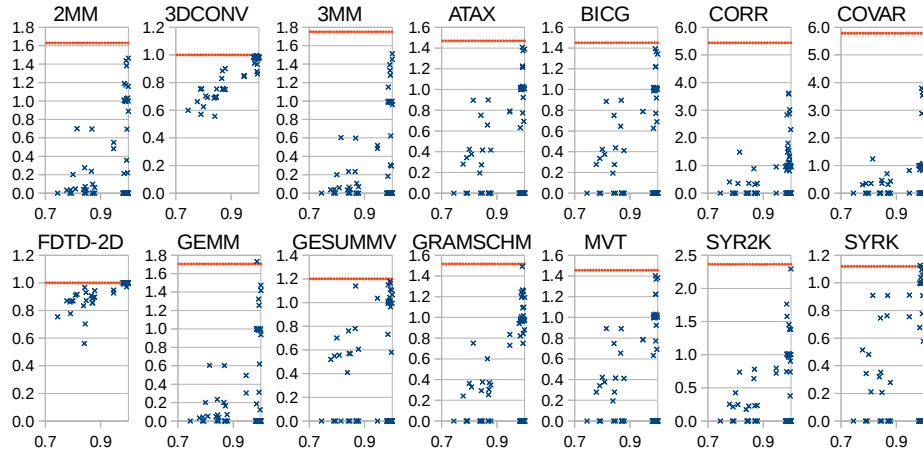 2MM 3DCONV 3MM ATAX BICG CORR COVAR
1.8 1.2 1.8 1.6 1.6 6.0 6.0
1.6 1.0 1.6 1.4 1.4 5.0 5.0
1.4 0.8 1.4 1.2 1.2 4.0 4.0
1.2 0.6 1.2 1.0 1.0 3.0 3.0
1.0 0.4 1.0 0.8 0.8 2.0 2.0
0.8 0.2 0.8 0.6 0.6 1.0 1.0
0.6 0.0 0.6 0.4 0.4 0.0 0.0
0.4 0.4 0.2 0.2
0.2 0.2 0.0 0.0
0.0 0.0
0.7 0.9 0.7 0.9 0.7 0.9 0.7 0.9 0.7 0.9 0.7 0.9 0.7 0.9
FDTD-2D GEMM GESUMMV GRAMSCHM MVT SYR2K SYRK
1.2 1.8 1.4 1.6 1.6 2.5 1.2
1.0 1.6 1.2 1.4 1.4 2.0 1.0
0.8 1.4 1.0 1.2 1.2 1.5 0.8
0.6 1.2 0.8 1.0 1.0 1.0 0.6
0.4 1.0 0.6 0.8 0.8 0.5 0.4
0.2 0.8 0.4 0.6 0.6 0.0 0.2
0.0 0.6 0.2 0.4 0.4 0.0
0.4 0.0 0.2 0.2
0.2 0.0 0.0
0.0
0.7 0.9 0.7 0.9 0.7 0.9 0.7 0.9 0.7 0.9 0.7 0.9 0.7 0.9